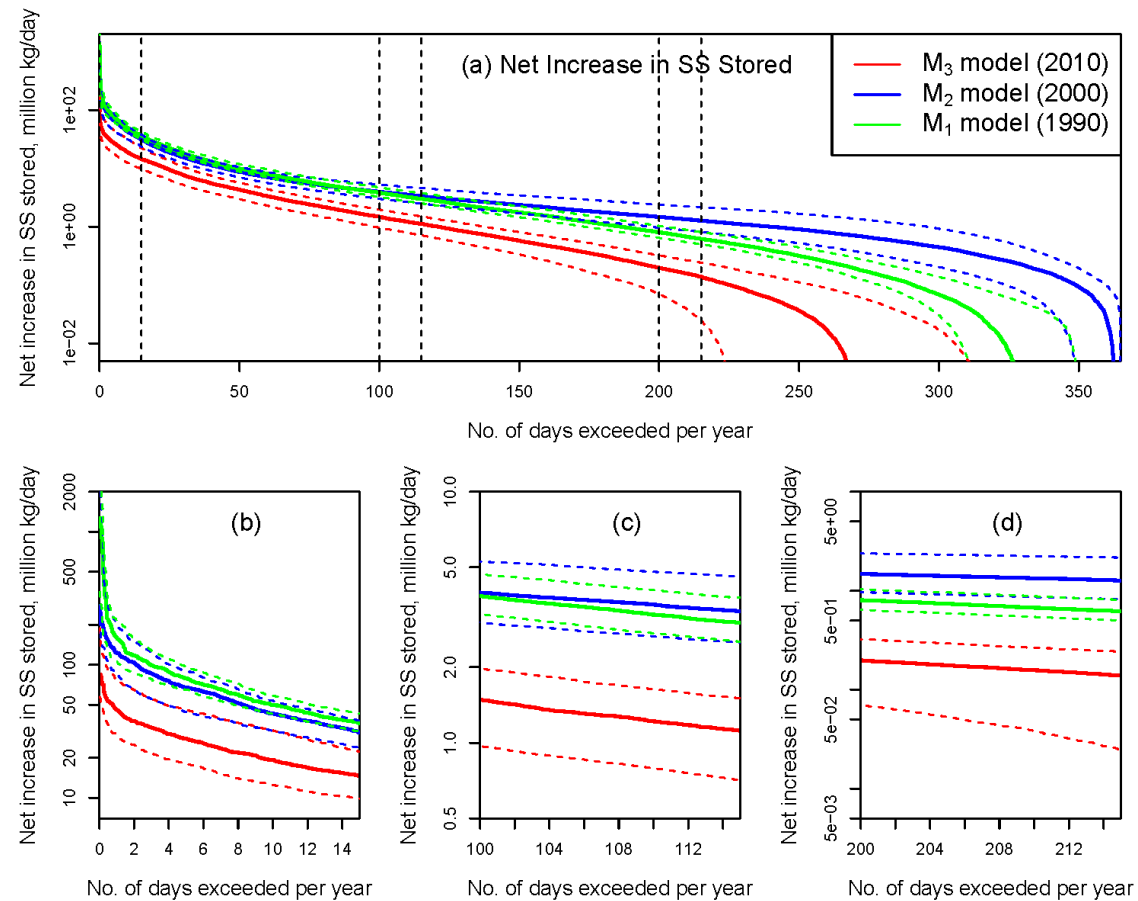 (a) Net Increase in SS Stored
M₃ model (2010)
M₂ model (2000)
M₁ model (1990)
Net increase in SS stored, million kg/day
1e+02
1e+00
1e-02
0 50 100 150 200 250 300 350
No. of days exceeded per year
(b)
Net increase in SS stored, million kg/day
2000
500
100
50
20
10
0 2 4 6 8 10 12 14
No. of days exceeded per year
(c)
Net increase in SS stored, million kg/day
10.0
5.0
2.0
1.0
0.5
100 104 108 112
No. of days exceeded per year
(d)
Net increase in SS stored, million kg/day
5e+00
5e-01
5e-02
5e-03
200 204 208 212
No. of days exceeded per year